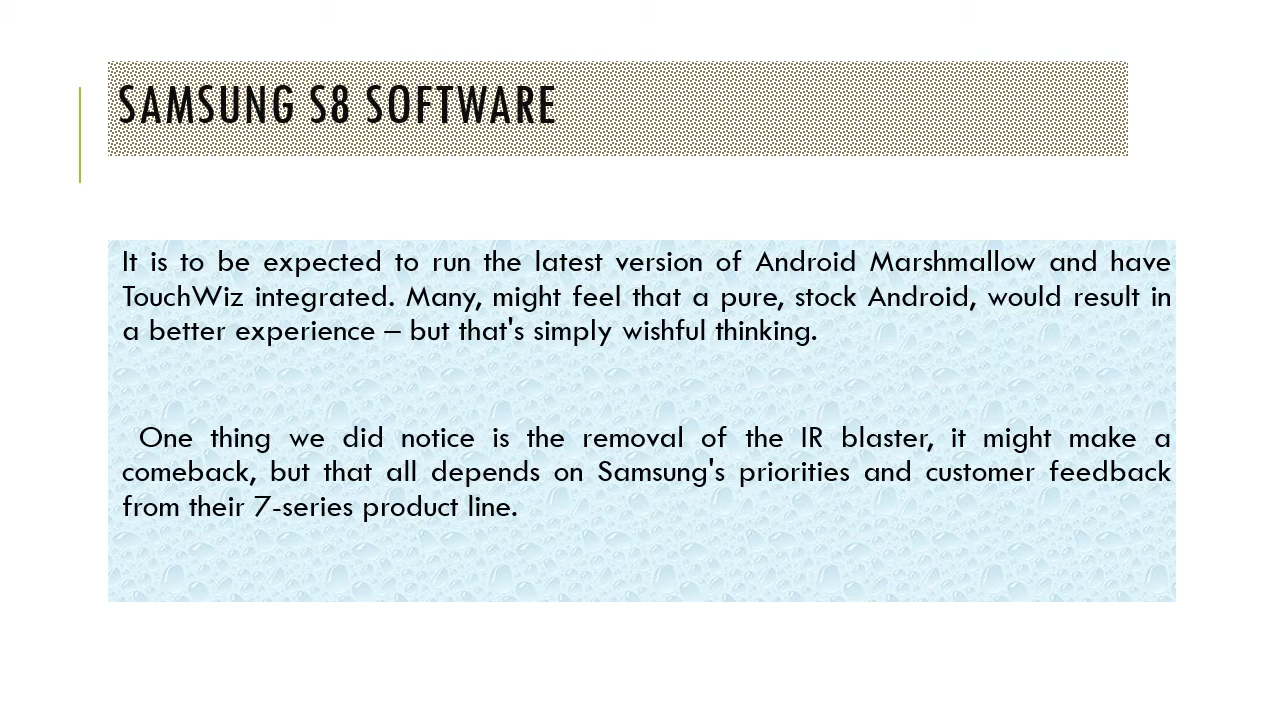 SAMSUNG S8 SOFTWARE
It is to be expected to run the latest version of Android Marshmallow and have
TouchWiz integrated. Many, might feel that a pure, stock Android, would result in
a better experience – but that's simply wishful thinking.
One thing we did notice is the removal of the IR blaster, it might make a
comeback, but that all depends on Samsung's priorities and customer feedback
from their 7-series product line.